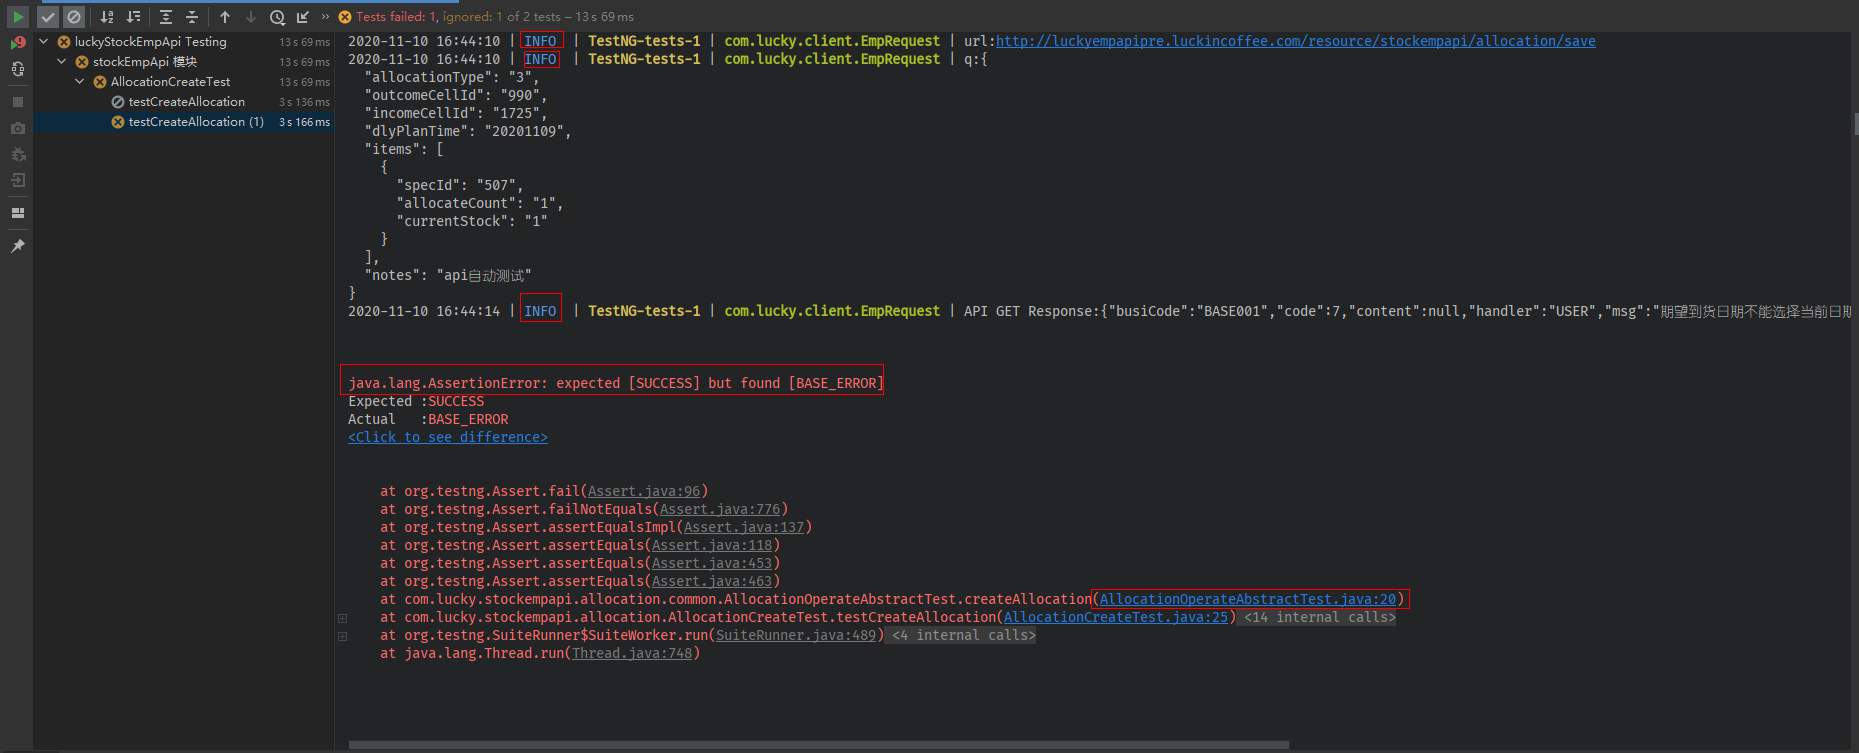 Tests failed: 1, ignored: 1 of 2 tests – 13 s 69 ms
luckyStockEmpApi Testing 13 s 69 ms
stockEmpApi 模块 13 s 69 ms
AllocationCreateTest 13 s 69 ms
testCreateAllocation 3 s 136 ms
testCreateAllocation (1) 3 s 166 ms
2020-11-10 16:44:10 | INFO | TestNG-tests-1 | com.lucky.client.EmpRequest | url:http://luckyempapipre.luckincoffee.com/resource/stockempapi/allocation/save
2020-11-10 16:44:10 | INFO | TestNG-tests-1 | com.lucky.client.EmpRequest | q:{
"allocationType": "3",
"outcomeCellId": "990",
"incomeCellId": "1725",
"dlyPlanTime": "20201109",
"items": [
{
"specId": "507",
"allocateCount": "1",
"currentStock": "1"
}
],
"notes": "api自动测试"
}
2020-11-10 16:44:14 | INFO | TestNG-tests-1 | com.lucky.client.EmpRequest | API GET Response:{"busiCode":"BASE001","code":7,"content":null,"handler":"USER","msg":"期望到货日期不能选择当前日期
java.lang.AssertionError: expected [SUCCESS] but found [BASE_ERROR]
Expected :SUCCESS
Actual :BASE_ERROR
<Click to see difference>
at org.testng.Assert.fail(Assert.java:96)
at org.testng.Assert.failNotEquals(Assert.java:776)
at org.testng.Assert.assertEqualsImpl(Assert.java:137)
at org.testng.Assert.assertEquals(Assert.java:118)
at org.testng.Assert.assertEquals(Assert.java:453)
at org.testng.Assert.assertEquals(Assert.java:463)
at com.lucky.stockempapi.allocation.common.AllocationOperateAbstractTest.createAllocation(AllocationOperateAbstractTest.java:20)
at com.lucky.stockempapi.allocation.AllocationCreateTest.testCreateAllocation(AllocationCreateTest.java:25) <14 internal calls>
at org.testng.SuiteRunner$SuiteWorker.run(SuiteRunner.java:489) <4 internal calls>
at java.lang.Thread.run(Thread.java:748)